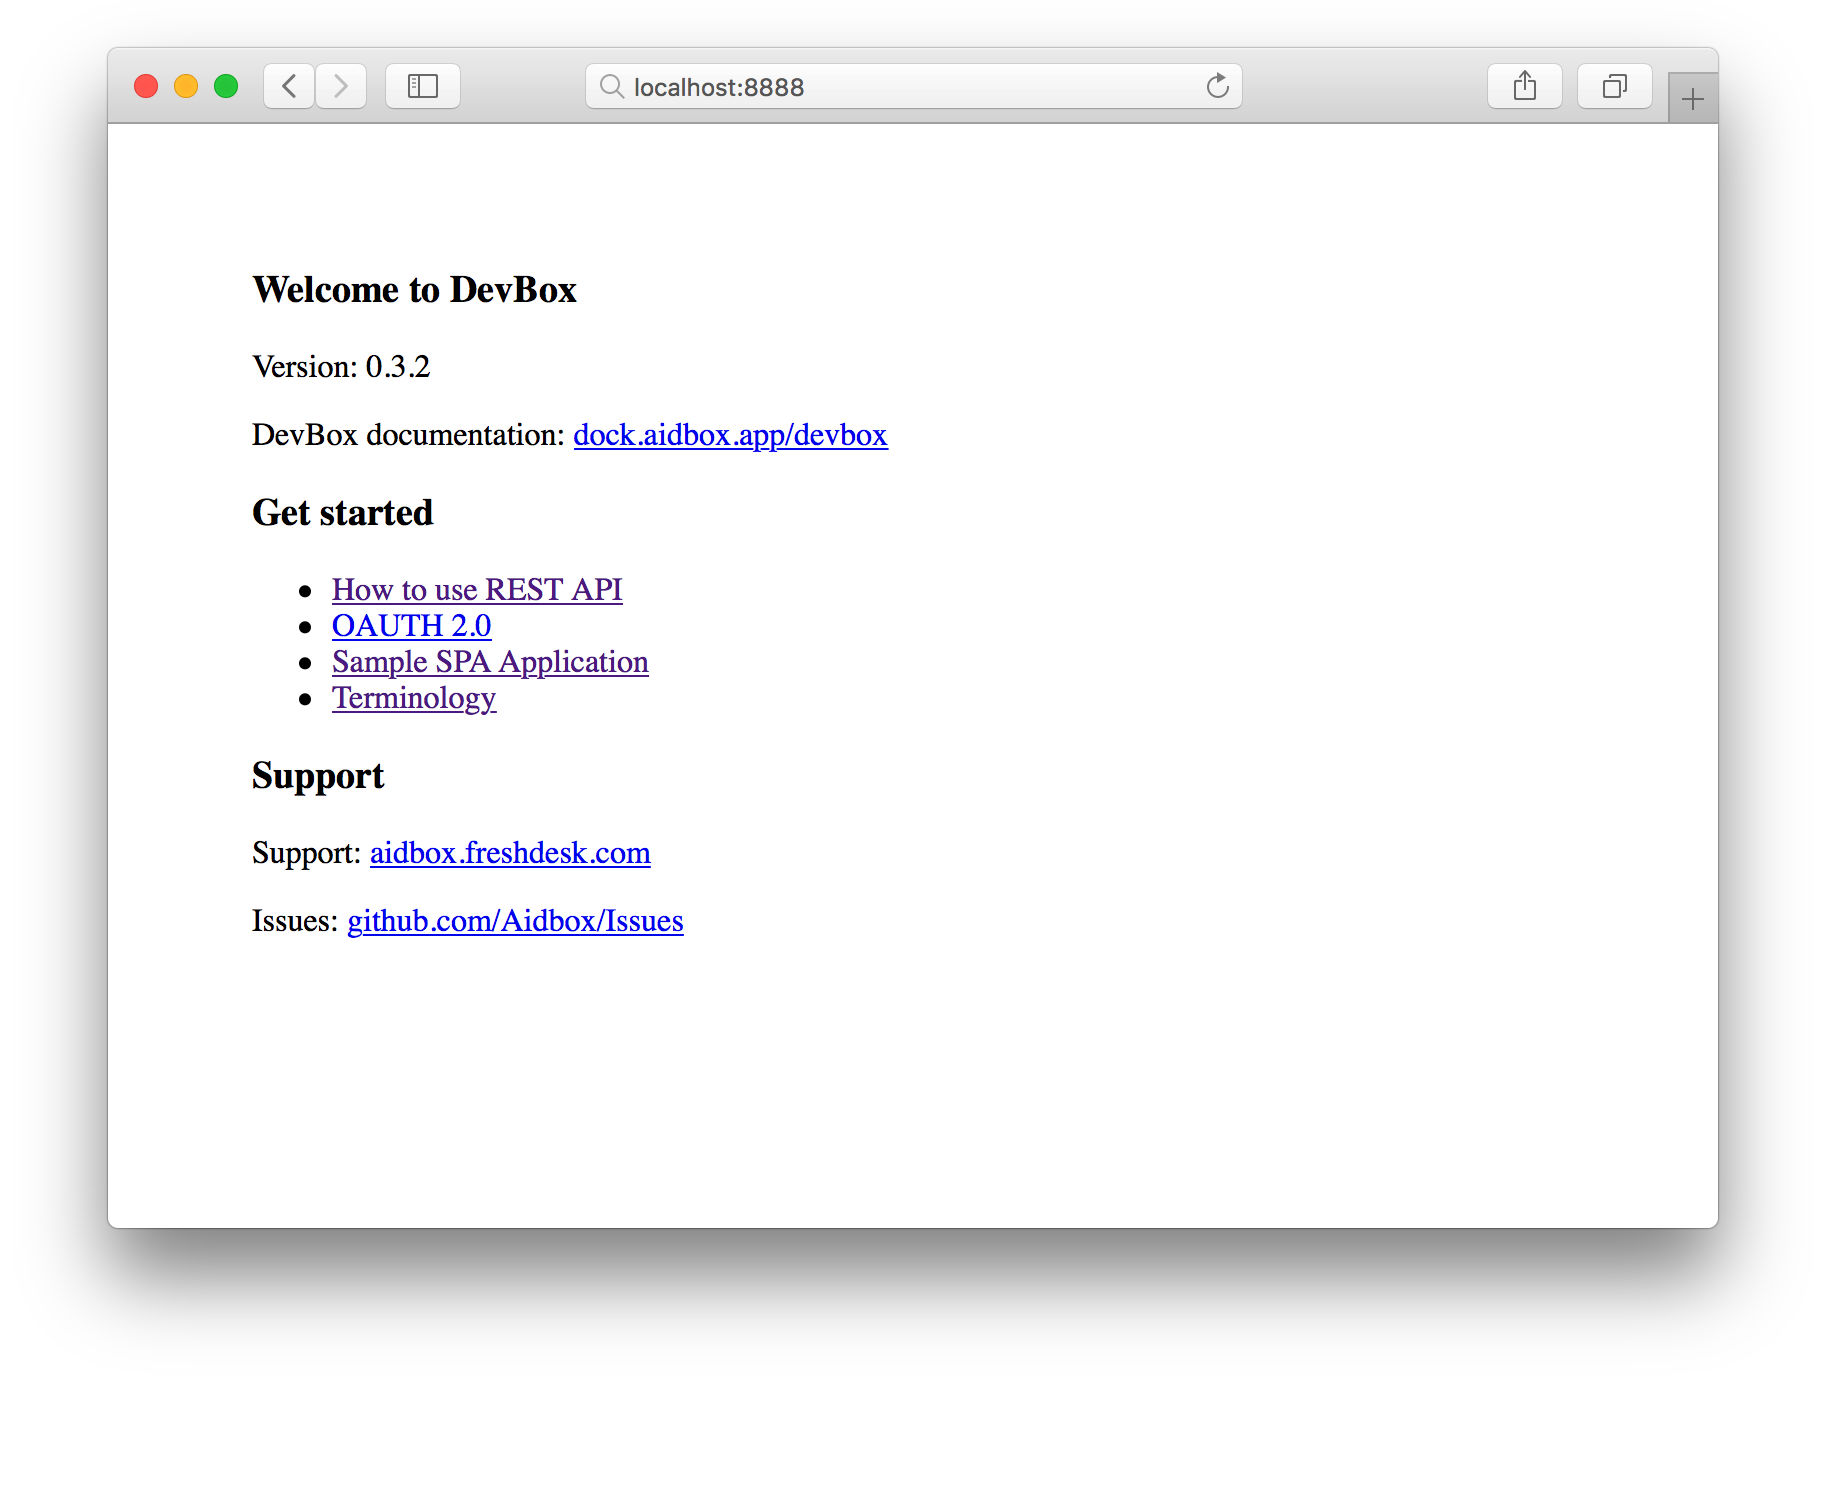 localhost:8888
Welcome to DevBox
Version: 0.3.2
DevBox documentation: dock.aidbox.app/devbox
Get started
How to use REST API
OAUTH 2.0
Sample SPA Application
Terminology
Support
Support: aidbox.freshdesk.com
Issues: github.com/Aidbox/Issues